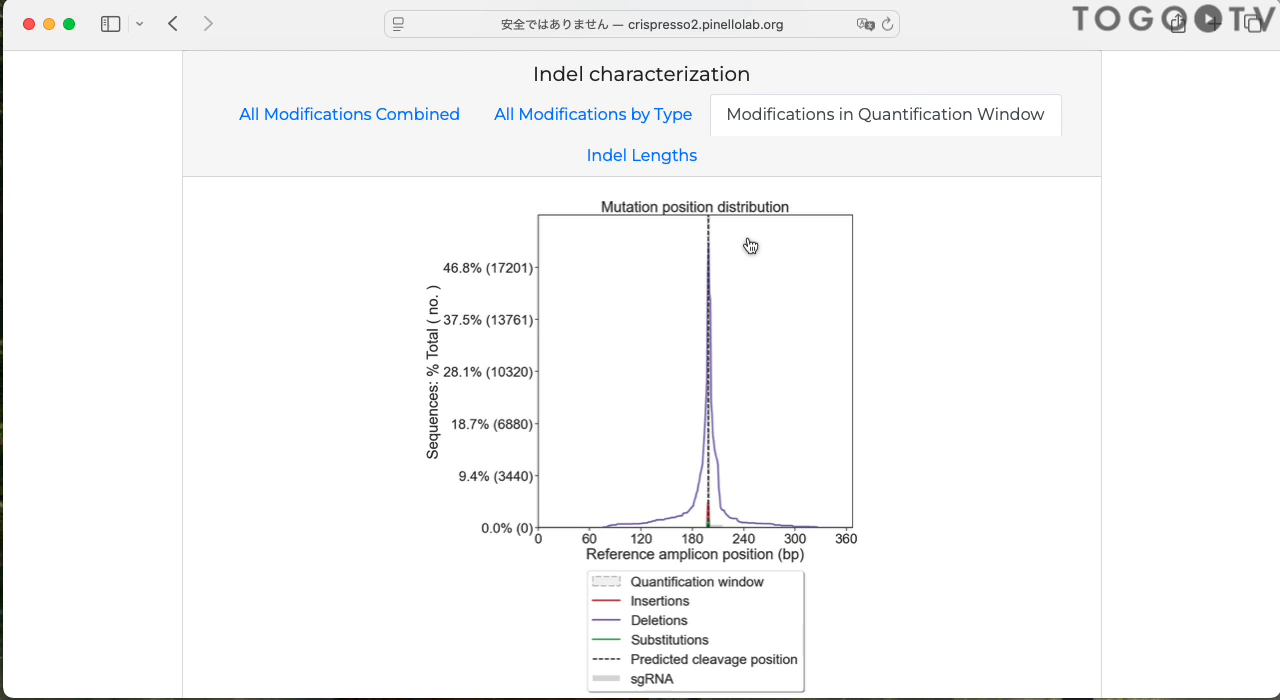 安全ではありません — crispresso2.pinellolab.org
TOGO TV
Indel characterization
All Modifications Combined
All Modifications by Type
Modifications in Quantification Window
Indel Lengths
Mutation position distribution
Sequences: % Total ( no. )
46.8% (17201)
37.5% (13761)
28.1% (10320)
18.7% (6880)
9.4% (3440)
0.0% (0)
0 60 120 180 240 300 360
Reference amplicon position (bp)
Quantification window
Insertions
Deletions
Substitutions
Predicted cleavage position
sgRNA